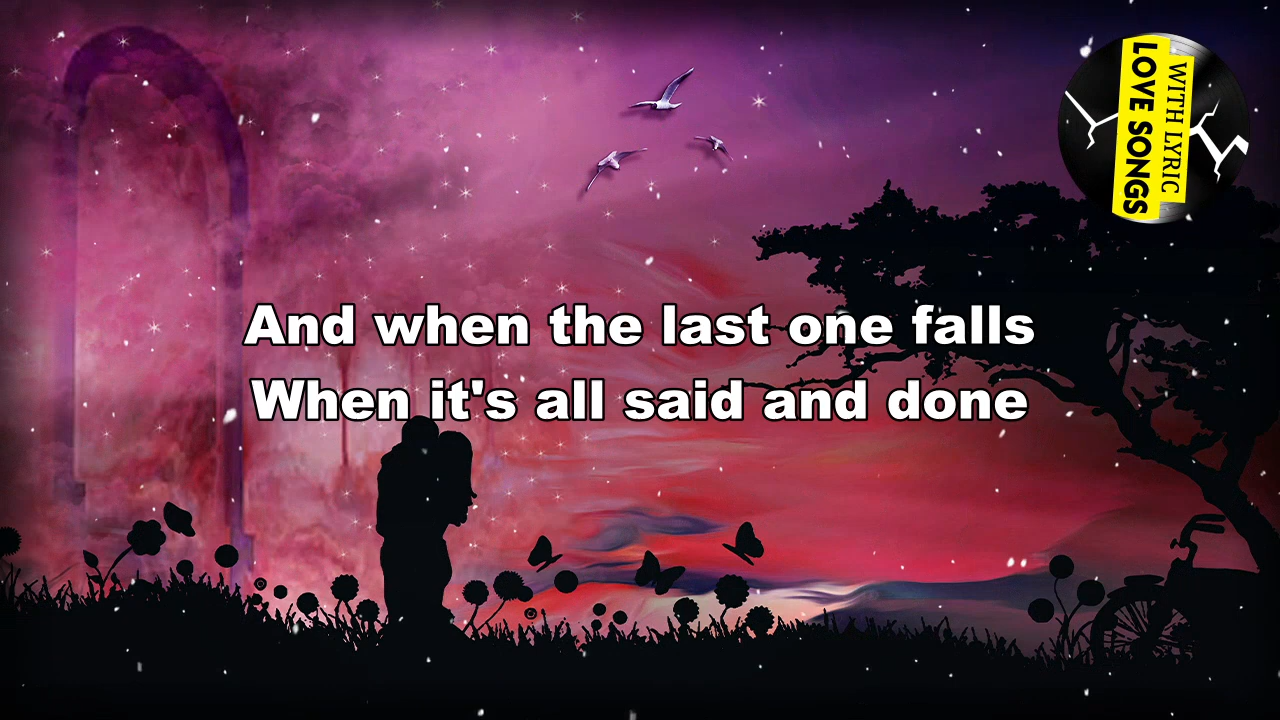 And when the last one falls
When it's all said and done
LOVE SONGS
WITH LYRIC